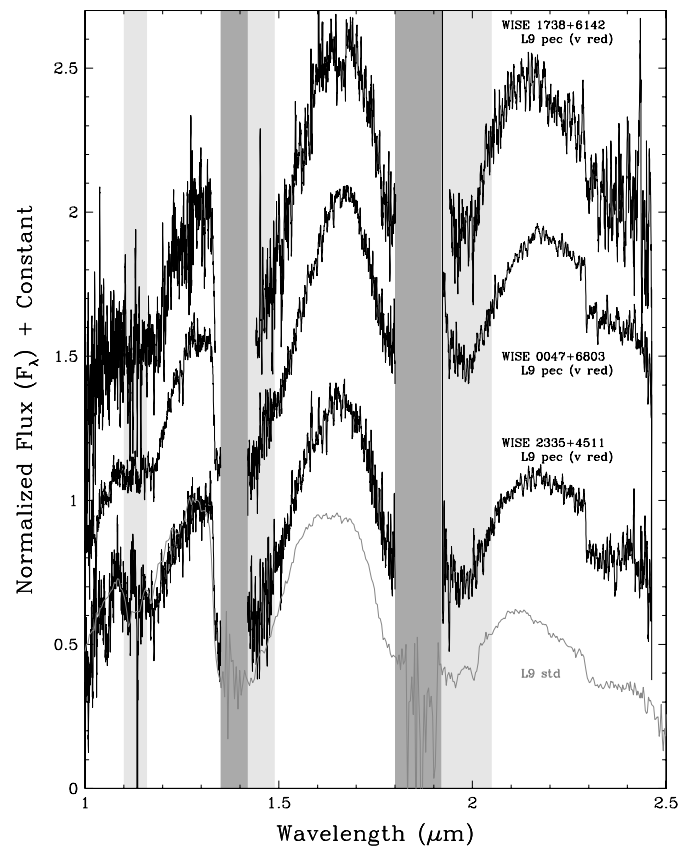 WISE 1738+6142
L9 pec (v red)
2.5
2
WISE 0047+6803
L9 pec (v red)
1.5
WISE 2335+4511
L9 pec (v red)
1
L9 std
0.5
0
1 1.5 2 2.5
Wavelength (μm)
Normalized Flux (Fλ) + Constant